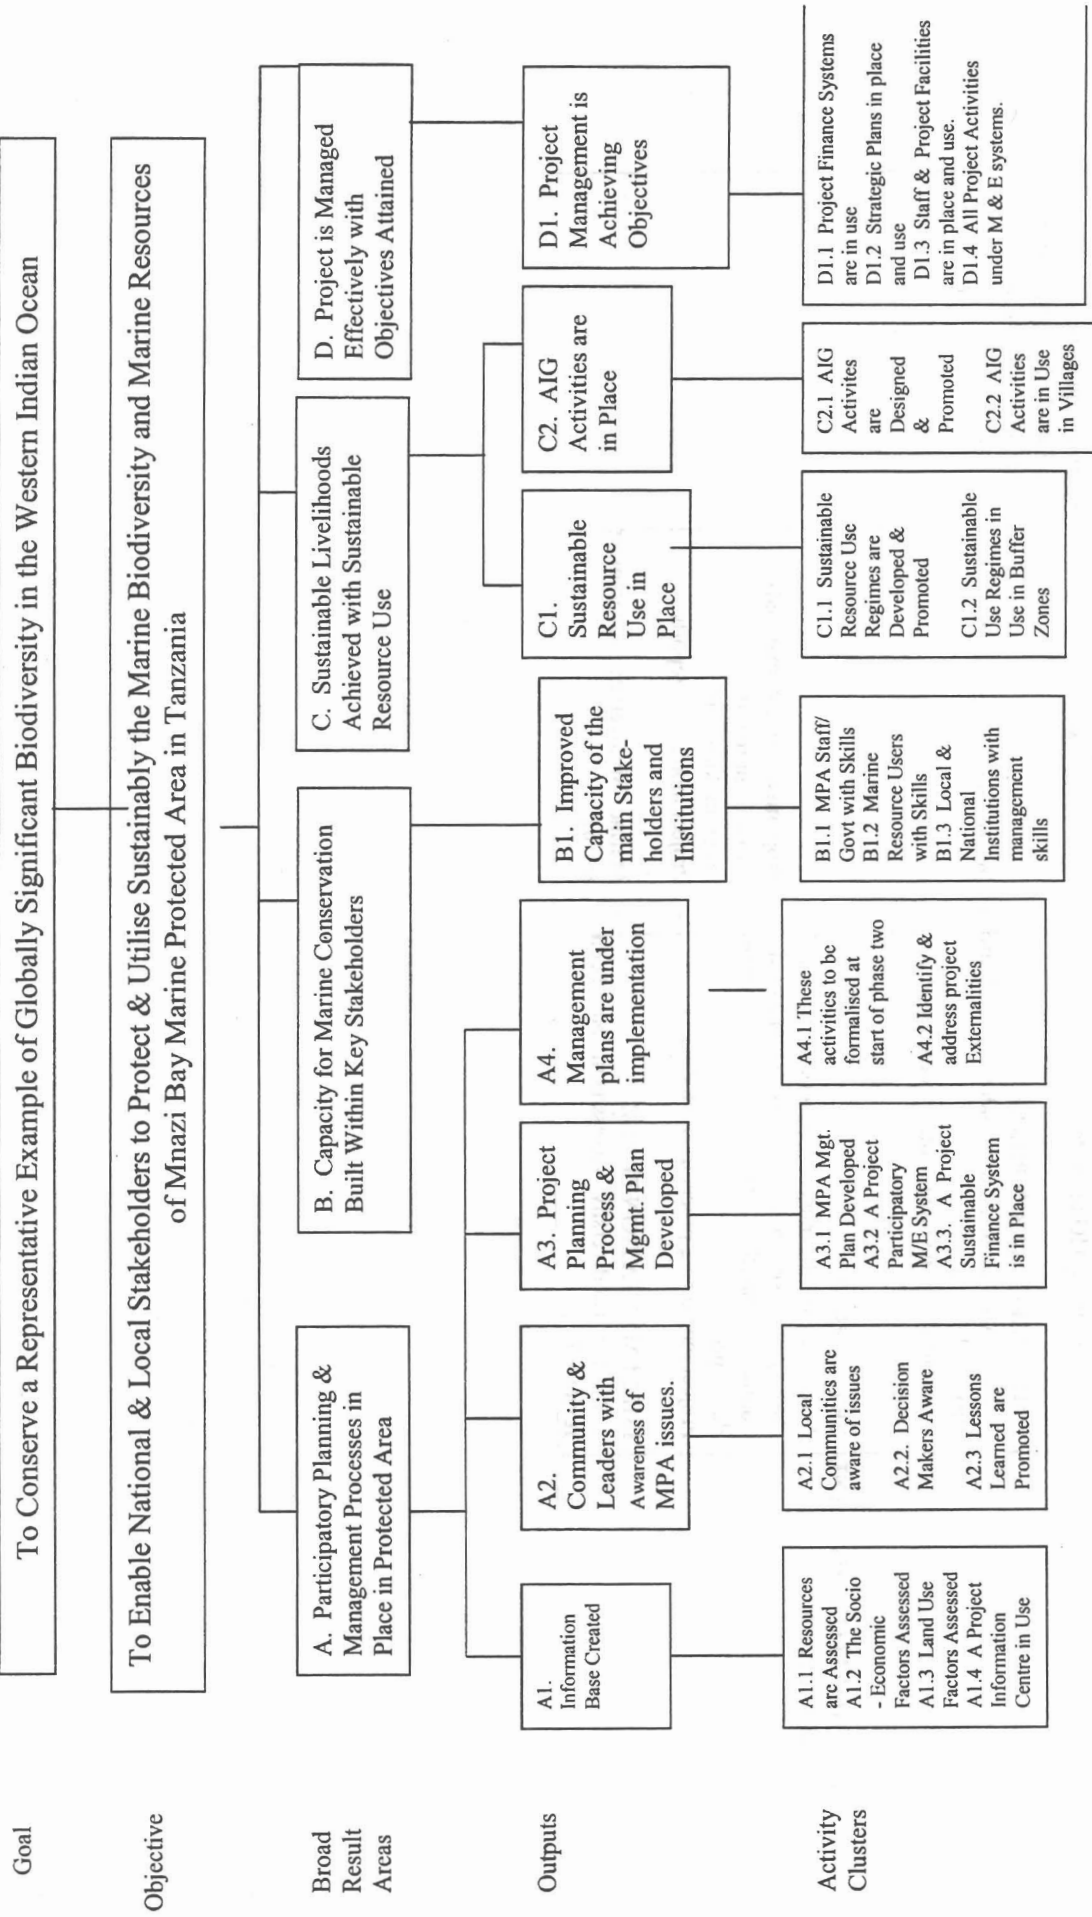 Goal
To Conserve a Representative Example of Globally Significant Biodiversity in the Western Indian Ocean
Objective
To Enable National & Local Stakeholders to Protect & Utilise Sustainably the Marine Biodiversity and Marine Resources
of Mnazi Bay Marine Protected Area in Tanzania
Broad
Result
Areas
A. Participatory Planning &
Management Processes in
Place in Protected Area
B. Capacity for Marine Conservation
Built Within Key Stakeholders
C. Sustainable Livelihoods
Achieved with Sustainable
Resource Use
D. Project is Managed
Effectively with
Objectives Attained
Outputs
A1.
Information
Base Created
A2.
Community &
Leaders with
Awareness of
MPA issues.
A3. Project
Planning
Process &
Mgmt. Plan
Developed
A4.
Management
plans are under
implementation
B1. Improved
Capacity of the
main Stake-
holders and
Institutions
C1.
Sustainable
Resource
Use in
Place
C2. AIG
Activities are
in Place
D1. Project
Management is
Achieving
Objectives
Activity
Clusters
A1.1 Resources
are Assessed
A1.2 The Socio
- Economic
Factors Assessed
A1.3 Land Use
Factors Assessed
A1.4 A Project
Information
Centre in Use
A2.1 Local
Communities are
aware of issues
A2.2. Decision
Makers Aware
A2.3 Lessons
Learned are
Promoted
A3.1 MPA Mgt.
Plan Developed
A3.2 A Project
Participatory
M/E System
A3.3. A Project
Sustainable
Finance System
is in Place
A4.1 These
activities to be
formalised at
start of phase two
A4.2 Identify &
address project
Externalities
B1.1 MPA Staff/
Govt with Skills
B1.2 Marine
Resource Users
with Skills
B1.3 Local &
National
Institutions with
management
skills
C1.1 Sustainable
Resource Use
Regimes are
Developed &
Promoted
C1.2 Sustainable
Use Regimes in
Use in Buffer
Zones
C2.1 AIG
Activites
are
Designed
&
Promoted
C2.2 AIG
Activities
are in Use
in Villages
D1.1 Project Finance Systems
are in use
D1.2 Strategic Plans in place
and use
D1.3 Staff & Project Facilities
are in place and use.
D1.4 All Project Activities
under M & E systems.